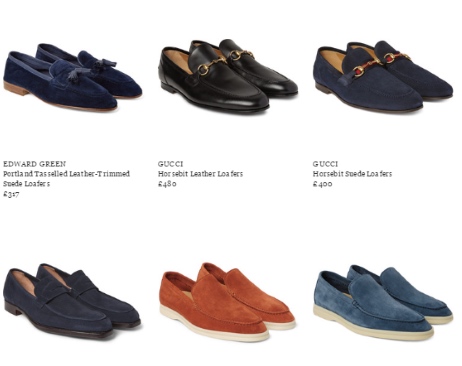 EDWARD GREEN
Portland Tasselled Leather-Trimmed
Suede Loafers
£317
GUCCI
Horsebit Leather Loafers
£480
GUCCI
Horsebit Suede Loafers
£400